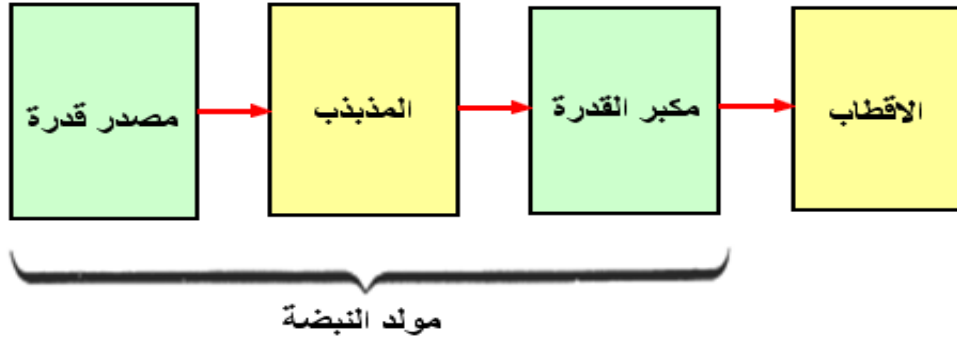 مصدر قدرة
المذبذب
مكبر القدرة
الاقطاب
مولد النبضة